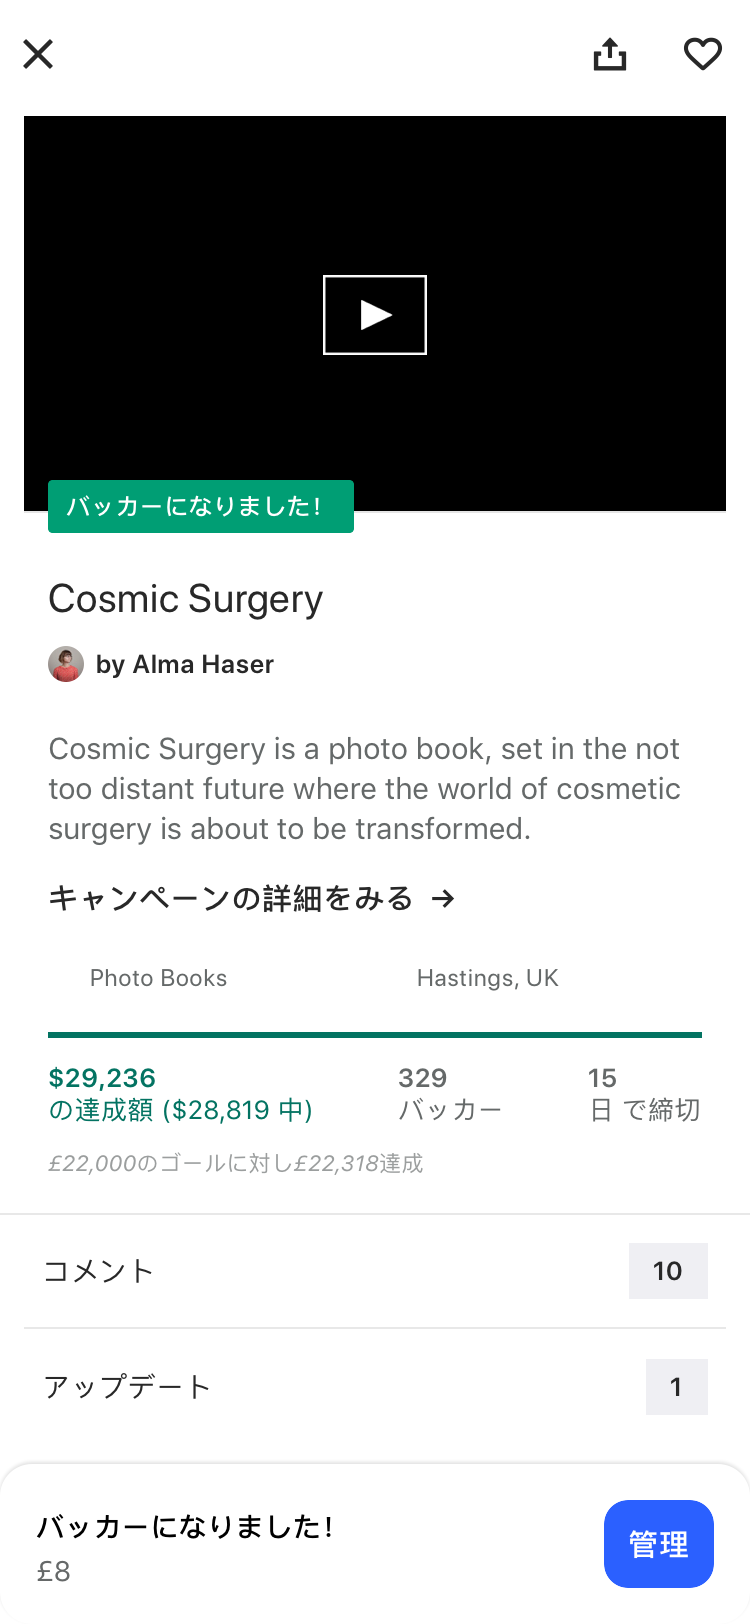 バッカーになりました！
Cosmic Surgery
by Alma Haser
Cosmic Surgery is a photo book, set in the not
too distant future where the world of cosmetic
surgery is about to be transformed.
キャンペーンの詳細をみる →
Photo Books
Hastings, UK
$29,236
の達成額 ($28,819 中)
329
バッカー
15
日 で締切
£22,000のゴールに対し£22,318達成
コメント
10
アップデート
1
バッカーになりました！
£8
管理